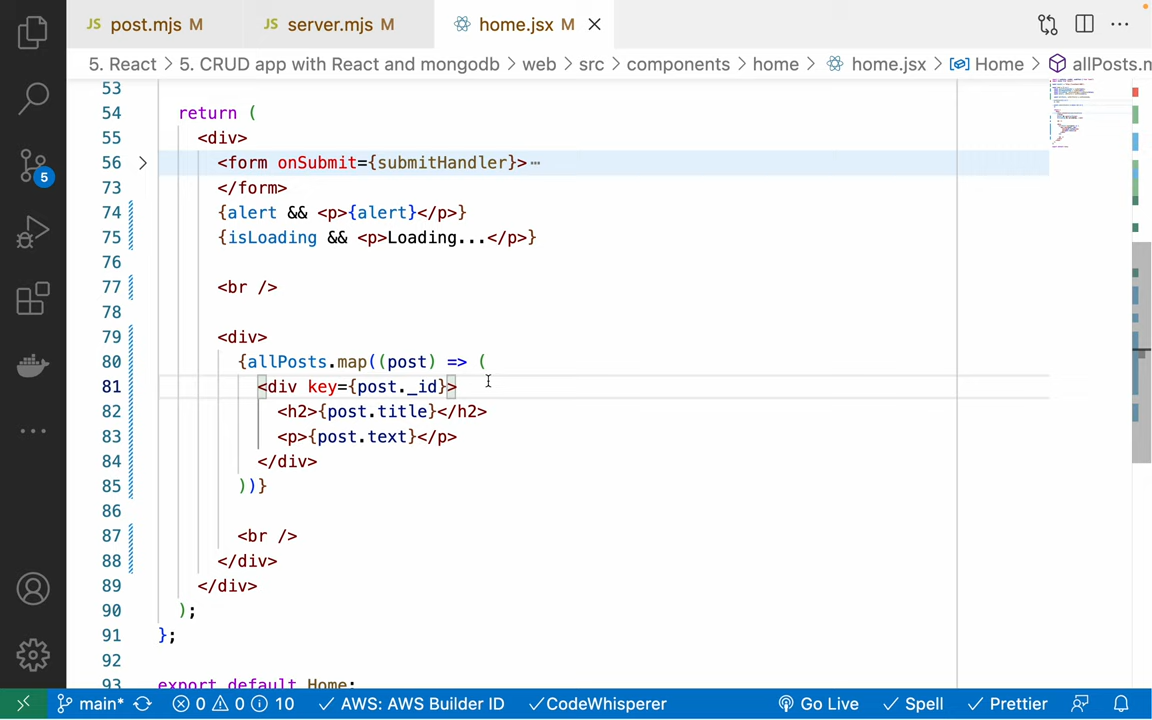 JS post.mjs M JS server.mjs M home.jsx M
5. React > 5. CRUD app with React and mongodb > web > src > components > home > home.jsx > Home > allPosts.m
53
54 return (
55 <div>
56 <form onSubmit={submitHandler}>
73 </form>
74 {alert && <p>{alert}</p>}
75 {isLoading && <p>Loading...</p>}
76
77 <br />
78
79 <div>
80 {allPosts.map((post) => (
81 <div key={post._id}>
82 <h2>{post.title}</h2>
83 <p>{post.text}</p>
84 </div>
85 ))}
86
87 <br />
88 </div>
89 </div>
90 );
91 };
92
93 export default Home;
5
main* 0 0 10 AWS: AWS Builder ID CodeWhisperer Go Live Spell Prettier